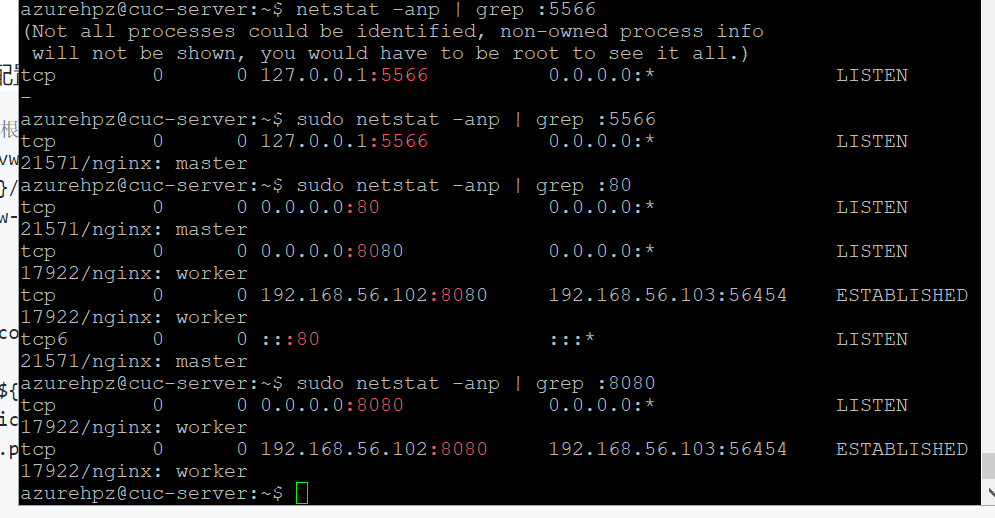 azurehpz@cuc-server:~$ netstat -anp | grep :5566
(Not all processes could be identified, non-owned process info
 will not be shown, you would have to be root to see it all.)
tcp        0      0 127.0.0.1:5566          0.0.0.0:*               LISTEN
-
azurehpz@cuc-server:~$ sudo netstat -anp | grep :5566
tcp        0      0 127.0.0.1:5566          0.0.0.0:*               LISTEN
21571/nginx: master
azurehpz@cuc-server:~$ sudo netstat -anp | grep :80
tcp        0      0 0.0.0.0:80              0.0.0.0:*               LISTEN
21571/nginx: master
tcp        0      0 0.0.0.0:8080            0.0.0.0:*               LISTEN
17922/nginx: worker
tcp        0      0 192.168.56.102:8080     192.168.56.103:56454    ESTABLISHED
17922/nginx: worker
tcp6       0      0 :::80                   :::*                    LISTEN
21571/nginx: master
azurehpz@cuc-server:~$ sudo netstat -anp | grep :8080
tcp        0      0 0.0.0.0:8080            0.0.0.0:*               LISTEN
17922/nginx: worker
tcp        0      0 192.168.56.102:8080     192.168.56.103:56454    ESTABLISHED
17922/nginx: worker
azurehpz@cuc-server:~$